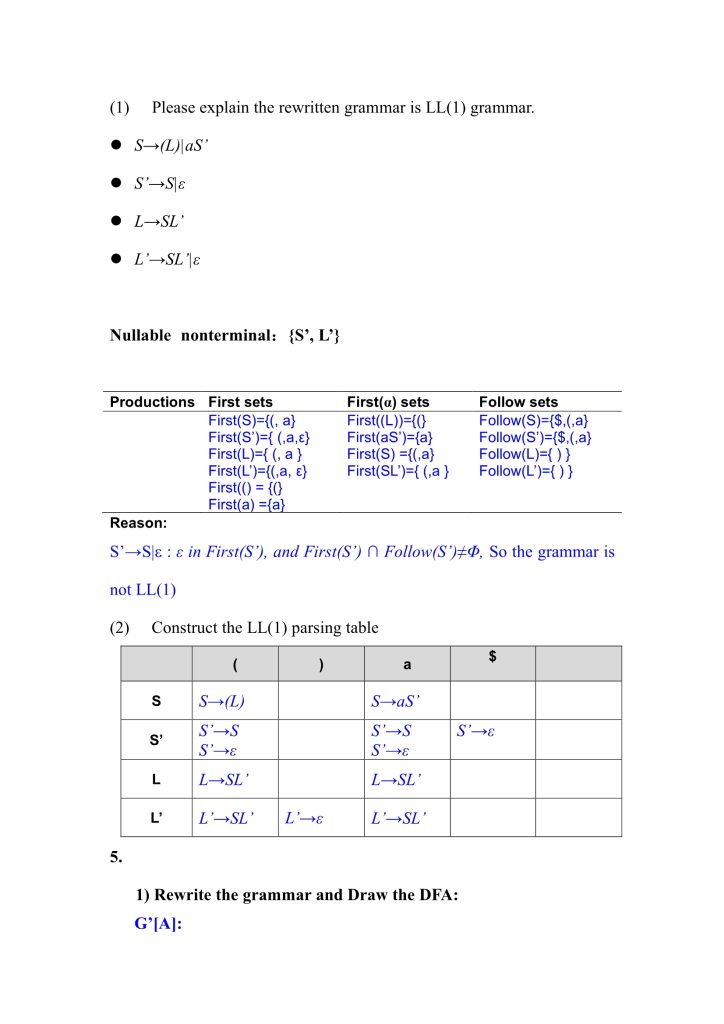 (1) Please explain the rewritten grammar is LL(1) grammar.
● S→(L)|aS’
● S’→S|ε
● L→SL’
● L’→SL’|ε
Nullable nonterminal：{S’, L’}
Productions First sets First(α) sets Follow sets
First(S)={(, a} First((L))={(} Follow(S)={$,(,a}
First(S’)={ (,a,ε} First(aS’)={a} Follow(S’)={$,(,a}
First(L)={ (, a } First(S) ={(,a} Follow(L)={ ) }
First(L’)={(,a, ε} First(SL’)={ (,a } Follow(L’)={ ) }
First(() = {(}
First(a) ={a}
Reason:
S’→S|ε : ε in First(S’), and First(S’) ∩ Follow(S’)≠Φ, So the grammar is
not LL(1)
(2) Construct the LL(1) parsing table
( ) a $
S S→(L) S→aS’
S’ S’→S S’→S S’→ε
S’→ε S’→ε
L L→SL’ L→SL’
L’ L’→SL’ L’→ε L’→SL’
5.
1) Rewrite the grammar and Draw the DFA:
G’[A]: